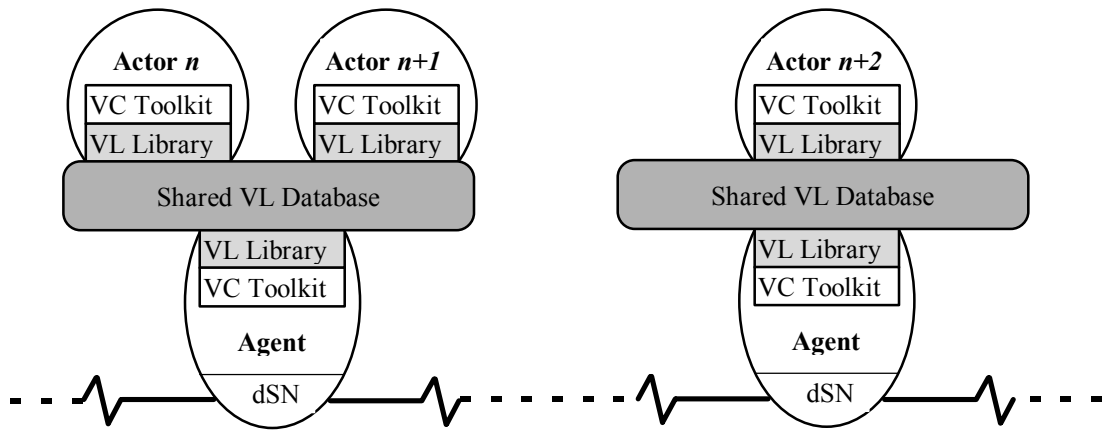 Actor n
VC Toolkit
VL Library
Actor n+1
VC Toolkit
VL Library
Shared VL Database
VL Library
VC Toolkit
Agent
dSN
Actor n+2
VC Toolkit
VL Library
Shared VL Database
VL Library
VC Toolkit
Agent
dSN